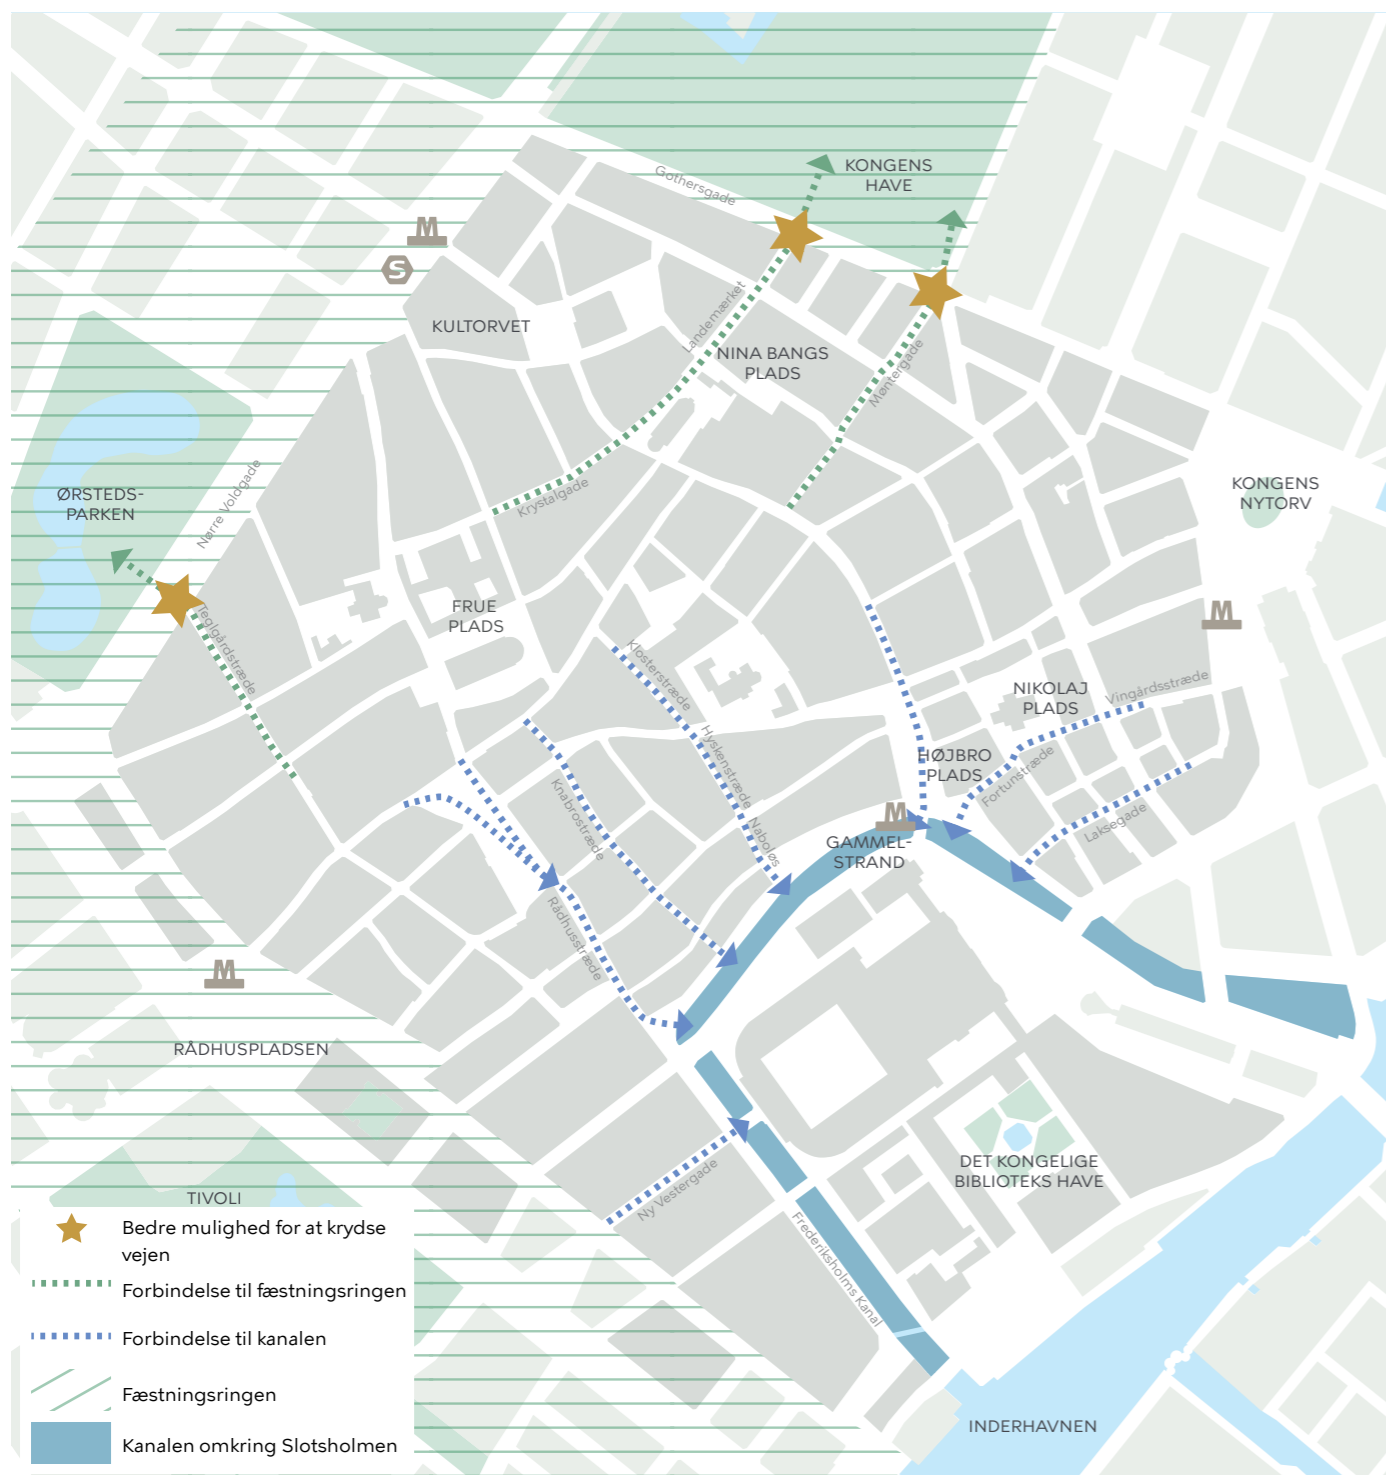 Gothersgade
KONGENS
HAVE
M
S
KULTORVET
Landemærket
NINA BANGS
PLADS
Møntergade
ØRSTEDS-
PARKEN
Nørre Voldgade
Krystalgade
KONGENS
NYTORV
Teglgårdstræde
FRUE
PLADS
M
Klosterstræde
NIKOLAJ
PLADS
Vingårdsstræde
Hyskenstræde
HØJBRO
PLADS
Fortunstræde
Knabrostræde
Naboløs
M
GAMMEL-
STRAND
Laksegade
Rådhusstræde
M
RÅDHUSPLADSEN
DET KONGELIGE
BIBLIOTEKS HAVE
Ny Vestergade
TIVOLI
Frederiksholms Kanal
INDERHAVNEN
Bedre mulighed for at krydse
vejen
Forbindelse til fæstningsringen
Forbindelse til kanalen
Fæstningsringen
Kanalen omkring Slotsholmen